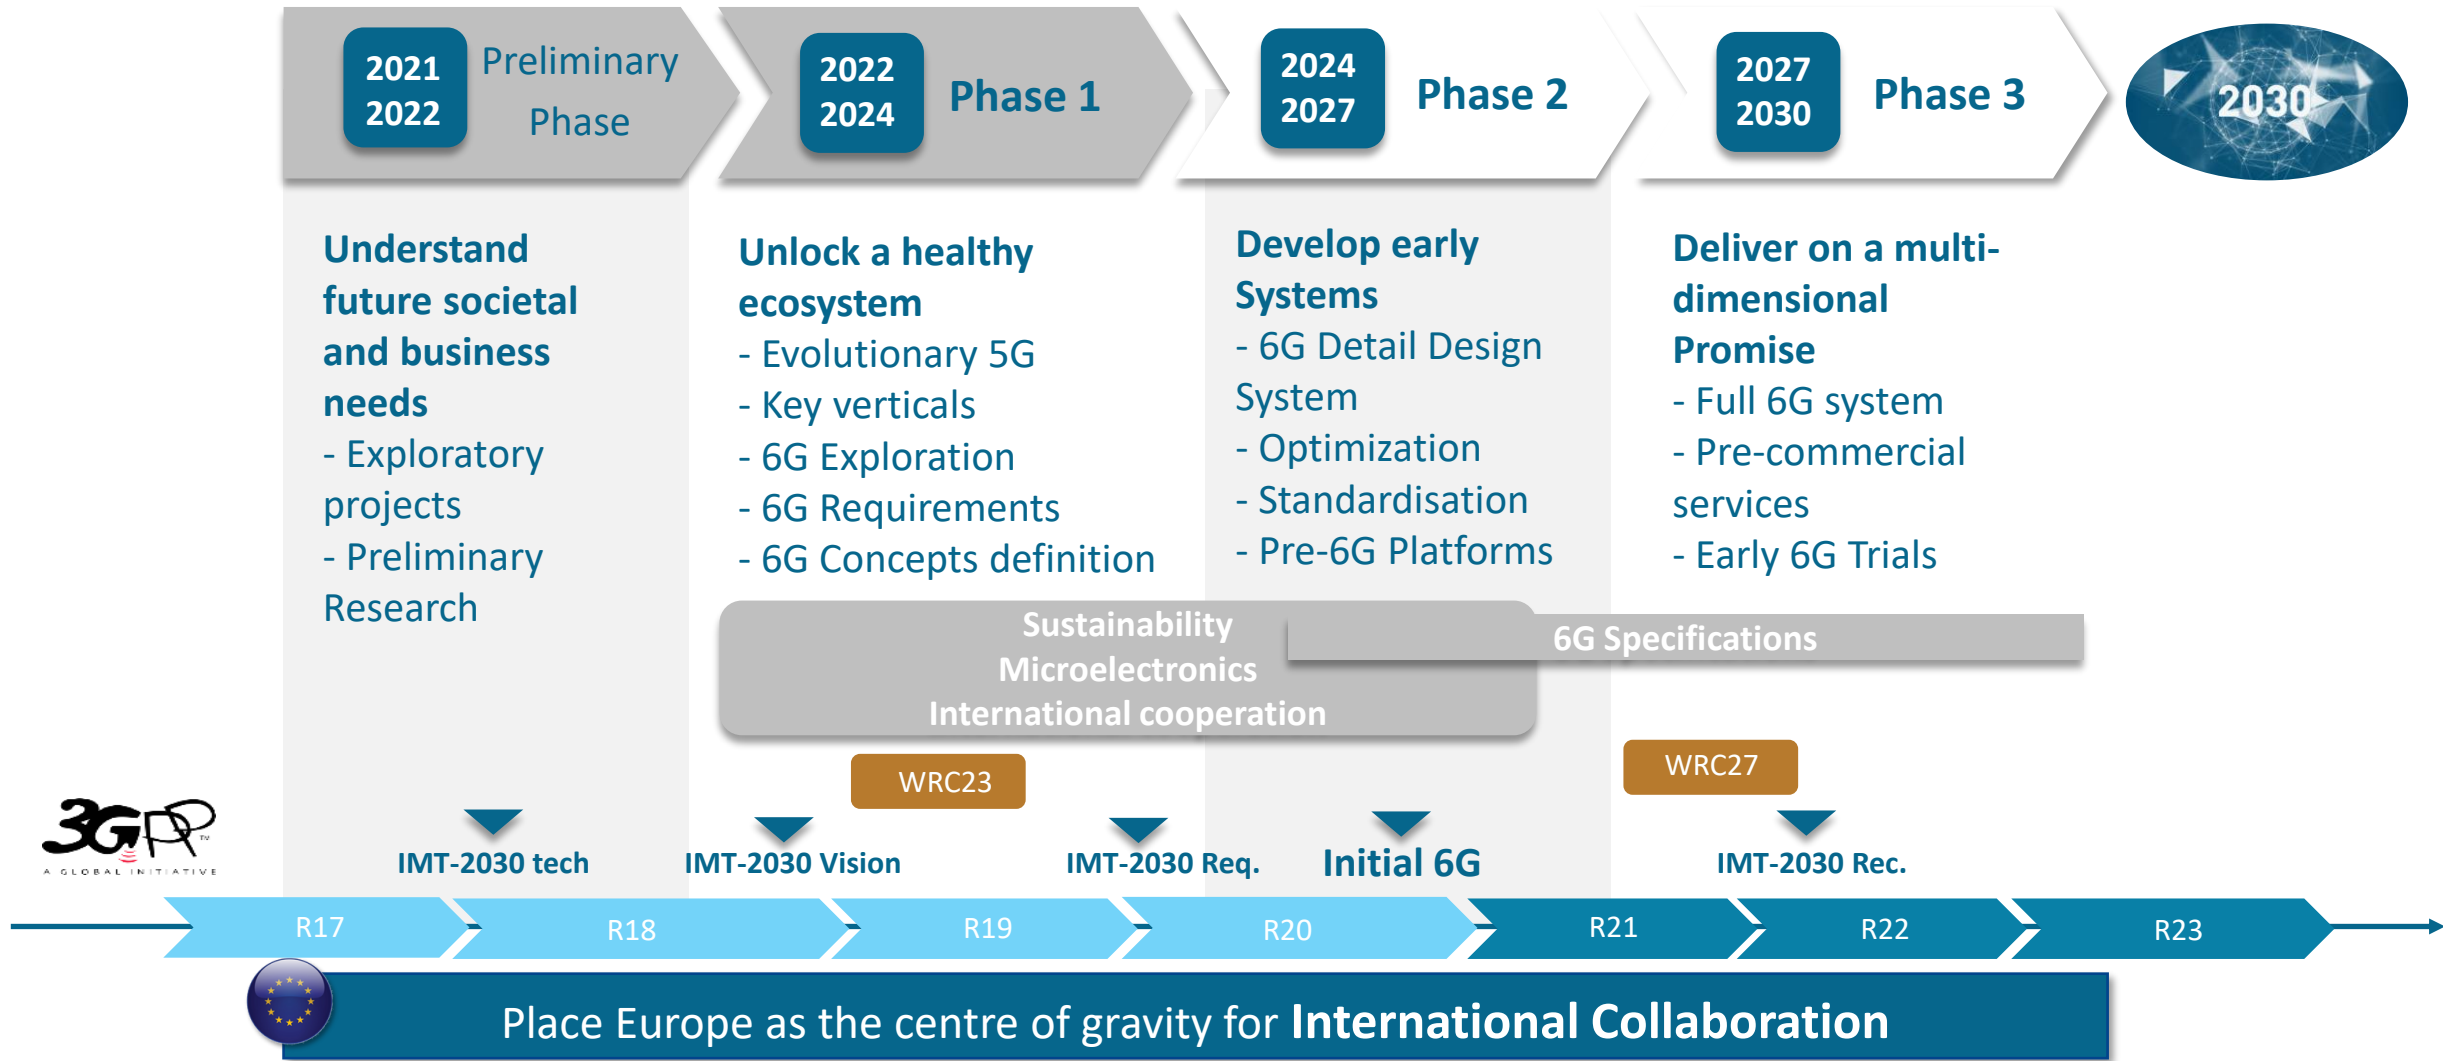 2021
2022
Preliminary
Phase
2022
2024
Phase 1
2024
2027
Phase 2
2027
2030
Phase 3
2030
Understand
future societal
and business
needs
- Exploratory
projects
- Preliminary
Research
Unlock a healthy
ecosystem
- Evolutionary 5G
- Key verticals
- 6G Exploration
- 6G Requirements
- 6G Concepts definition
Develop early
Systems
- 6G Detail Design
System
- Optimization
- Standardisation
- Pre-6G Platforms
Deliver on a multi-
dimensional
Promise
- Full 6G system
- Pre-commercial
services
- Early 6G Trials
Sustainability
Microelectronics
International cooperation
6G Specifications
WRC23
WRC27
3GPP
TM
A GLOBAL INITIATIVE
IMT-2030 tech
IMT-2030 Vision
IMT-2030 Req.
Initial 6G
IMT-2030 Rec.
R17
R18
R19
R20
R21
R22
R23
Place Europe as the centre of gravity for International Collaboration